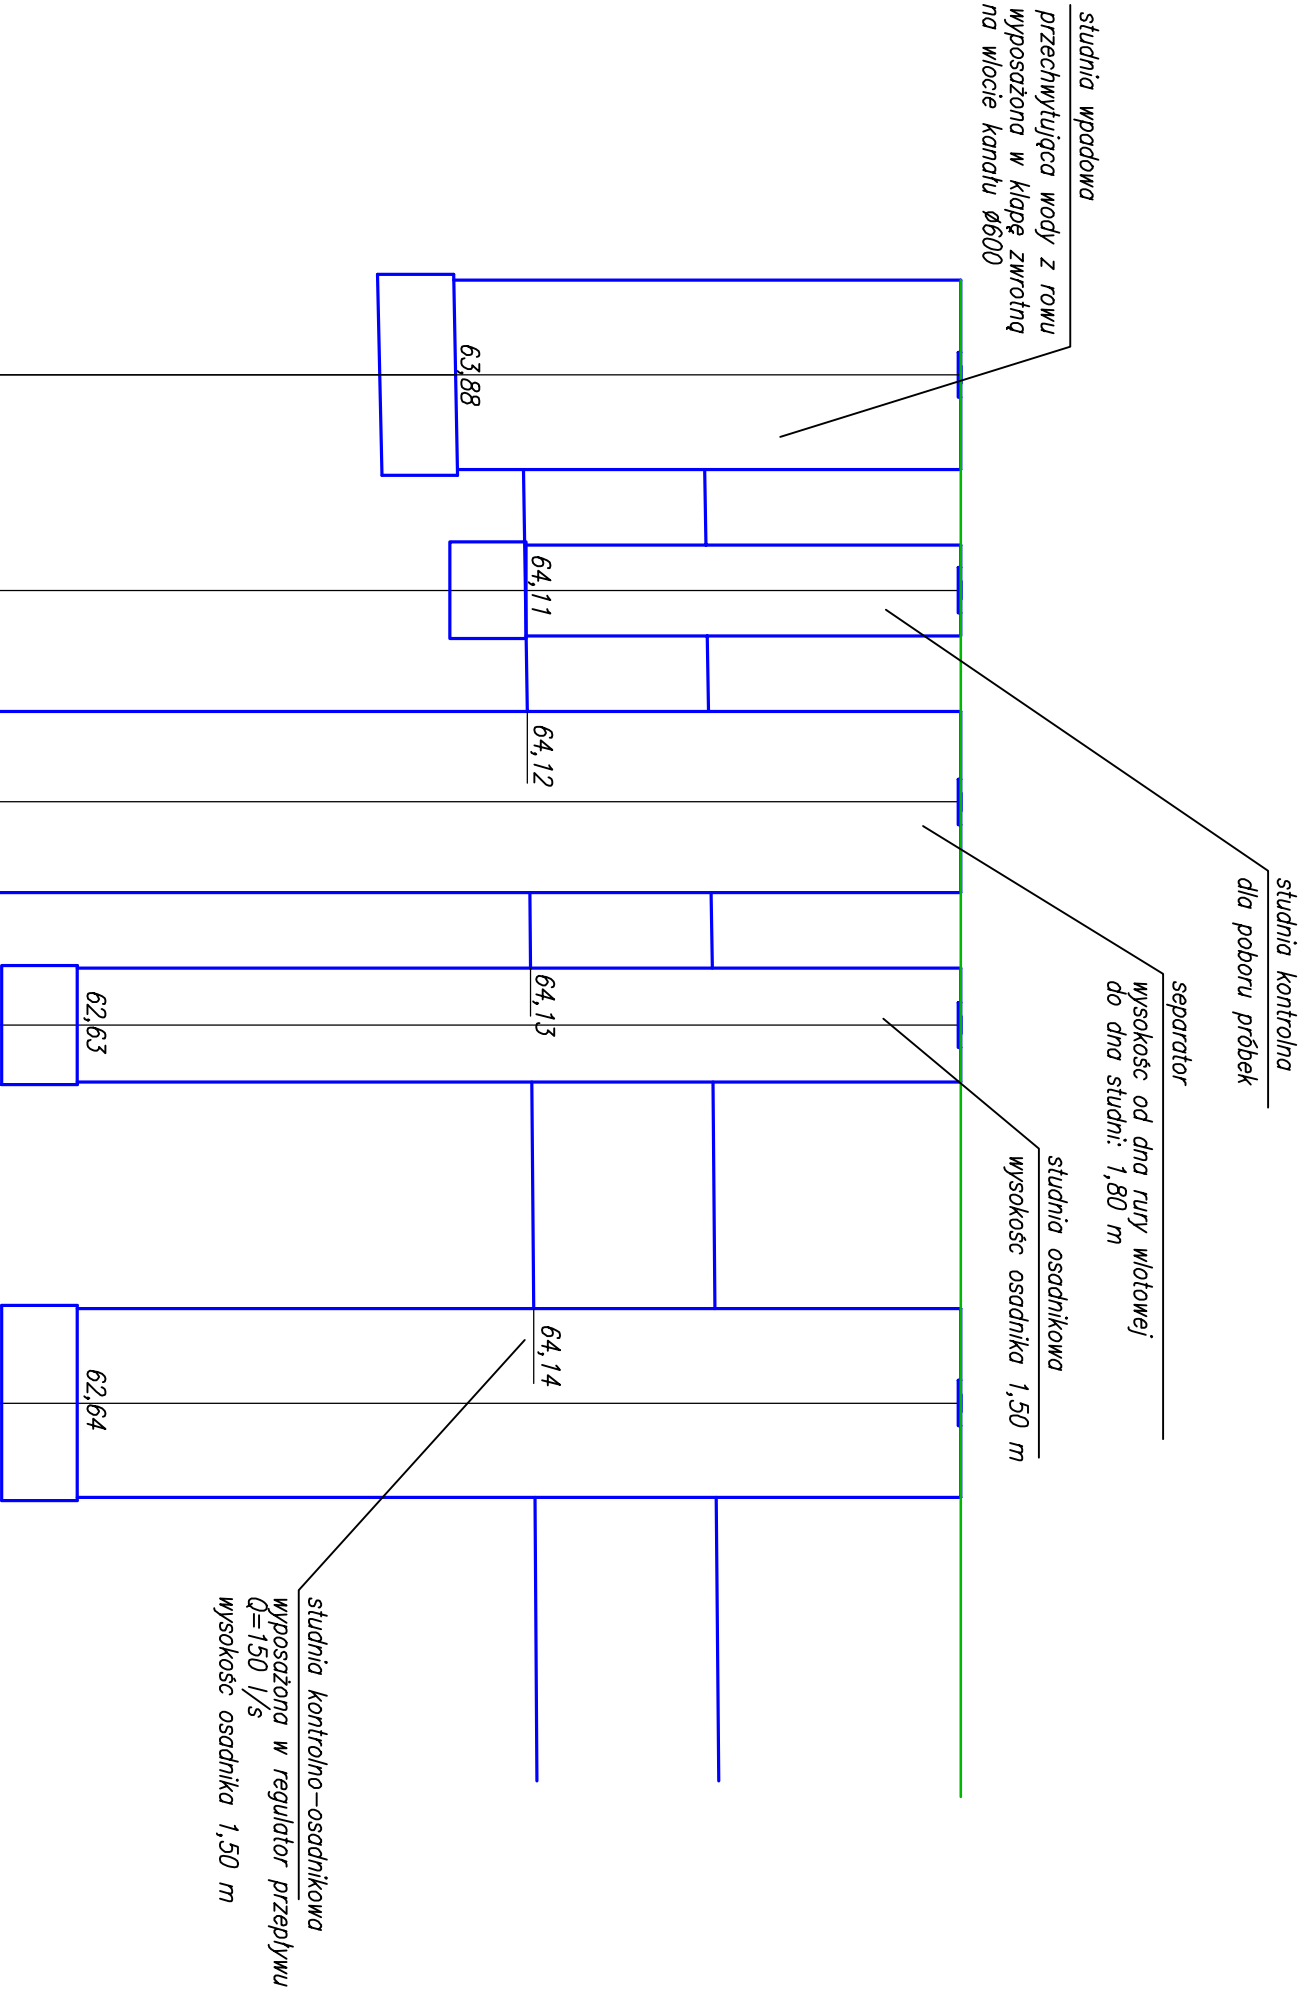 studnia wpadowa
przechwytująca wody z rowu
wyposażona w klapę zwrotną
na wlocie kanału ø600
studnia kontrolna
dla poboru próbek
separator
wysokość od dna rury wlotowej
do dna studni: 1,80 m
studnia osadnikowa
wysokość osadnika 1,50 m
63,88
64,11
64,12
64,13
64,14
62,63
62,64
studnia kontrolno-osadnikowa
wyposażona w regulator przepływu
Q=150 l/s
wysokość osadnika 1,50 m